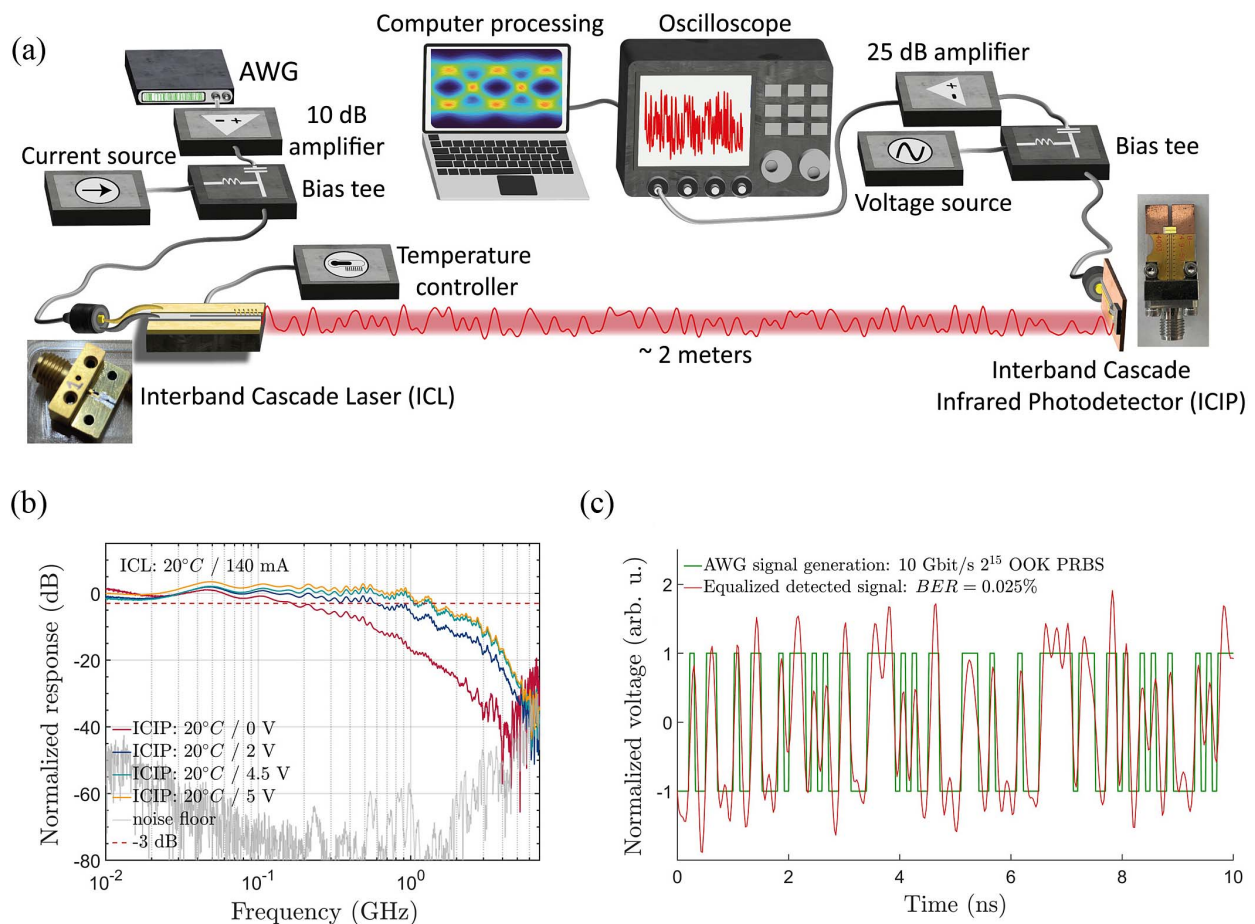 (a)
AWG
10 dB
amplifier
Current source
Bias tee
Temperature
controller
Computer processing
Oscilloscope
25 dB amplifier
Bias tee
Voltage source
~ 2 meters
Interband Cascade Laser (ICL)
Interband Cascade
Infrared Photodetector (ICIP)
(b)
ICL: 20°C / 140 mA
Normalized response (dB)
0
-20
-40
-60
-80
ICIP: 20°C / 0 V
ICIP: 20°C / 2 V
ICIP: 20°C / 4.5 V
ICIP: 20°C / 5 V
noise floor
-3 dB
10⁻² 10⁻¹ 10⁰
Frequency (GHz)
(c)
AWG signal generation: 10 Gbit/s 2¹⁵ OOK PRBS
Equalized detected signal: BER = 0.025%
Normalized voltage (arb. u.)
2
1
0
-1
0 2 4 6 8 10
Time (ns)